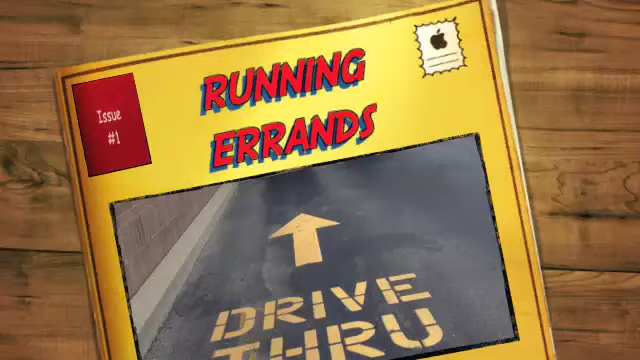 Issue
#1
RUNNING
ERRANDS
DRIVE
THRU